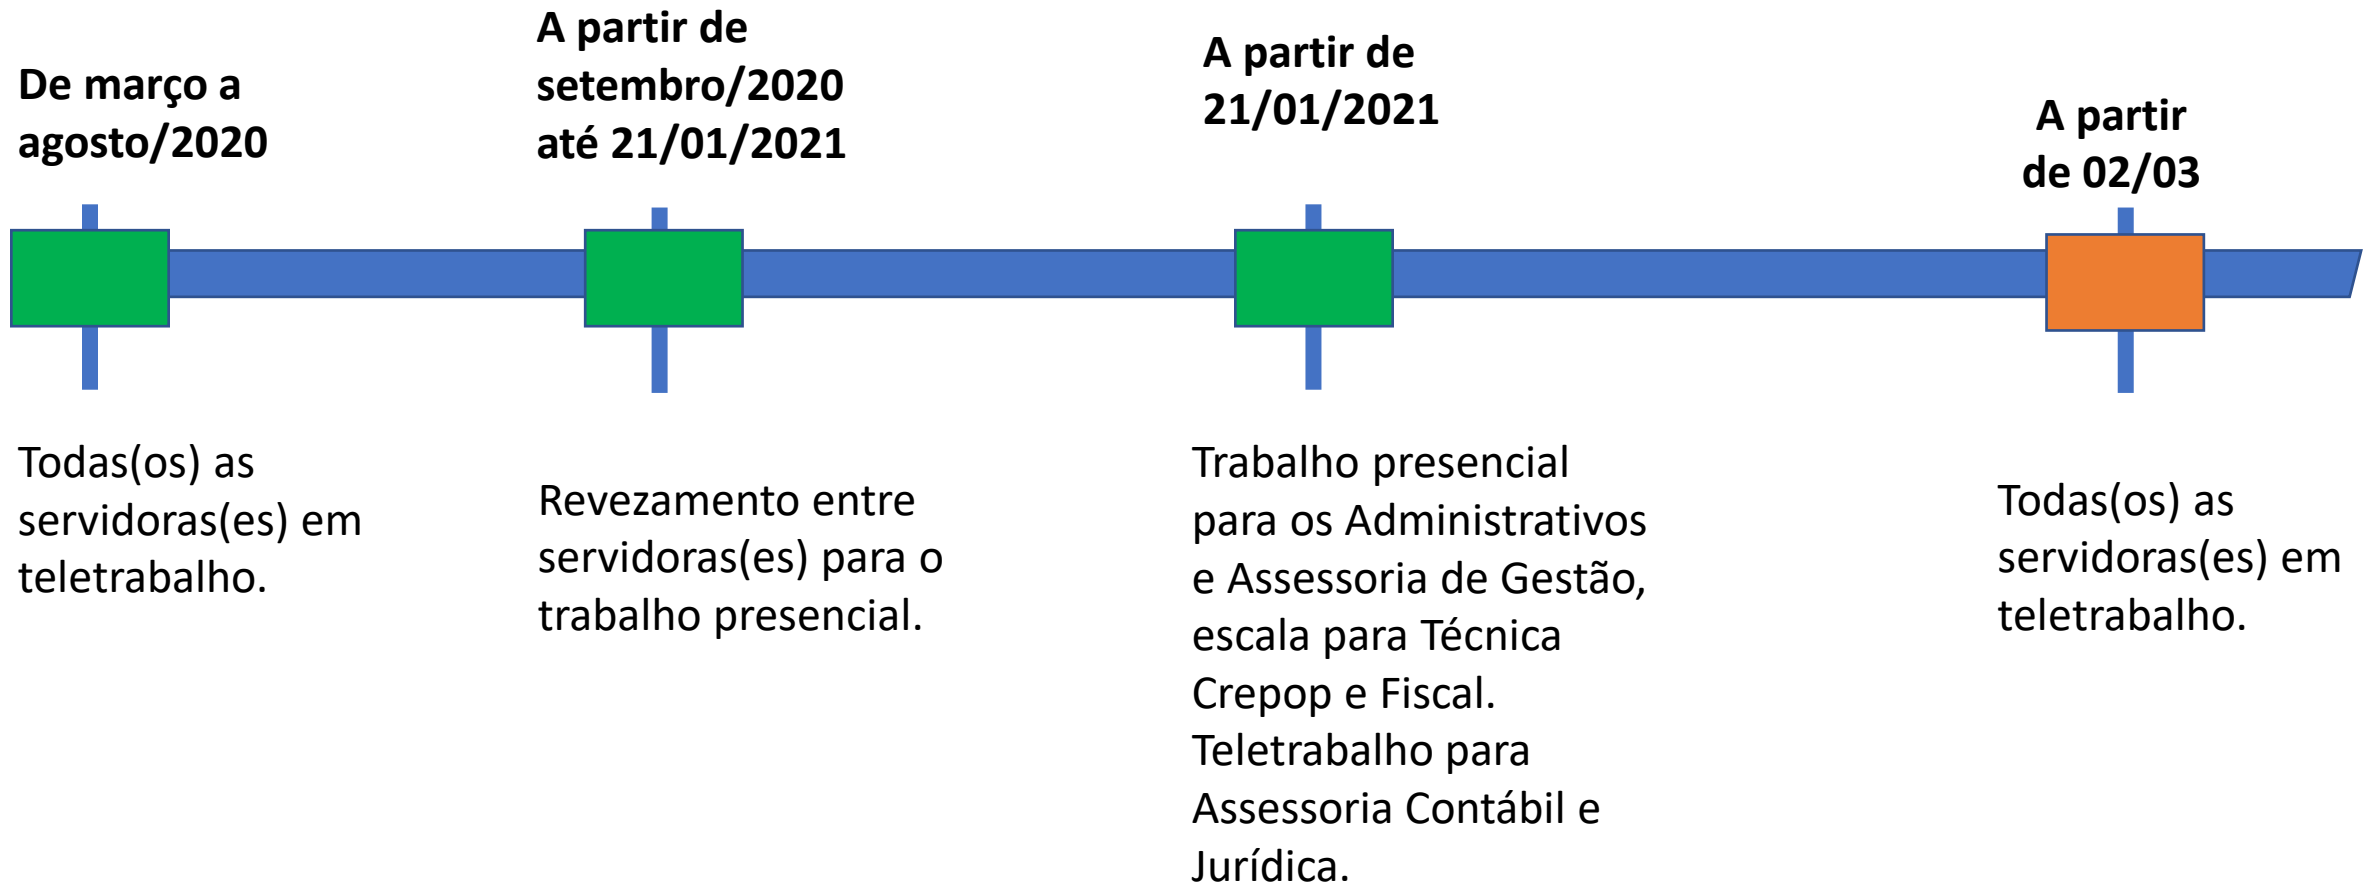 De março a
agosto/2020
A partir de
setembro/2020
até 21/01/2021
A partir de
21/01/2021
A partir
de 02/03
Todas(os) as
servidoras(es) em
teletrabalho.
Revezamento entre
servidoras(es) para o
trabalho presencial.
Trabalho presencial
para os Administrativos
e Assessoria de Gestão,
escala para Técnica
Crepop e Fiscal.
Teletrabalho para
Assessoria Contábil e
Jurídica.
Todas(os) as
servidoras(es) em
teletrabalho.